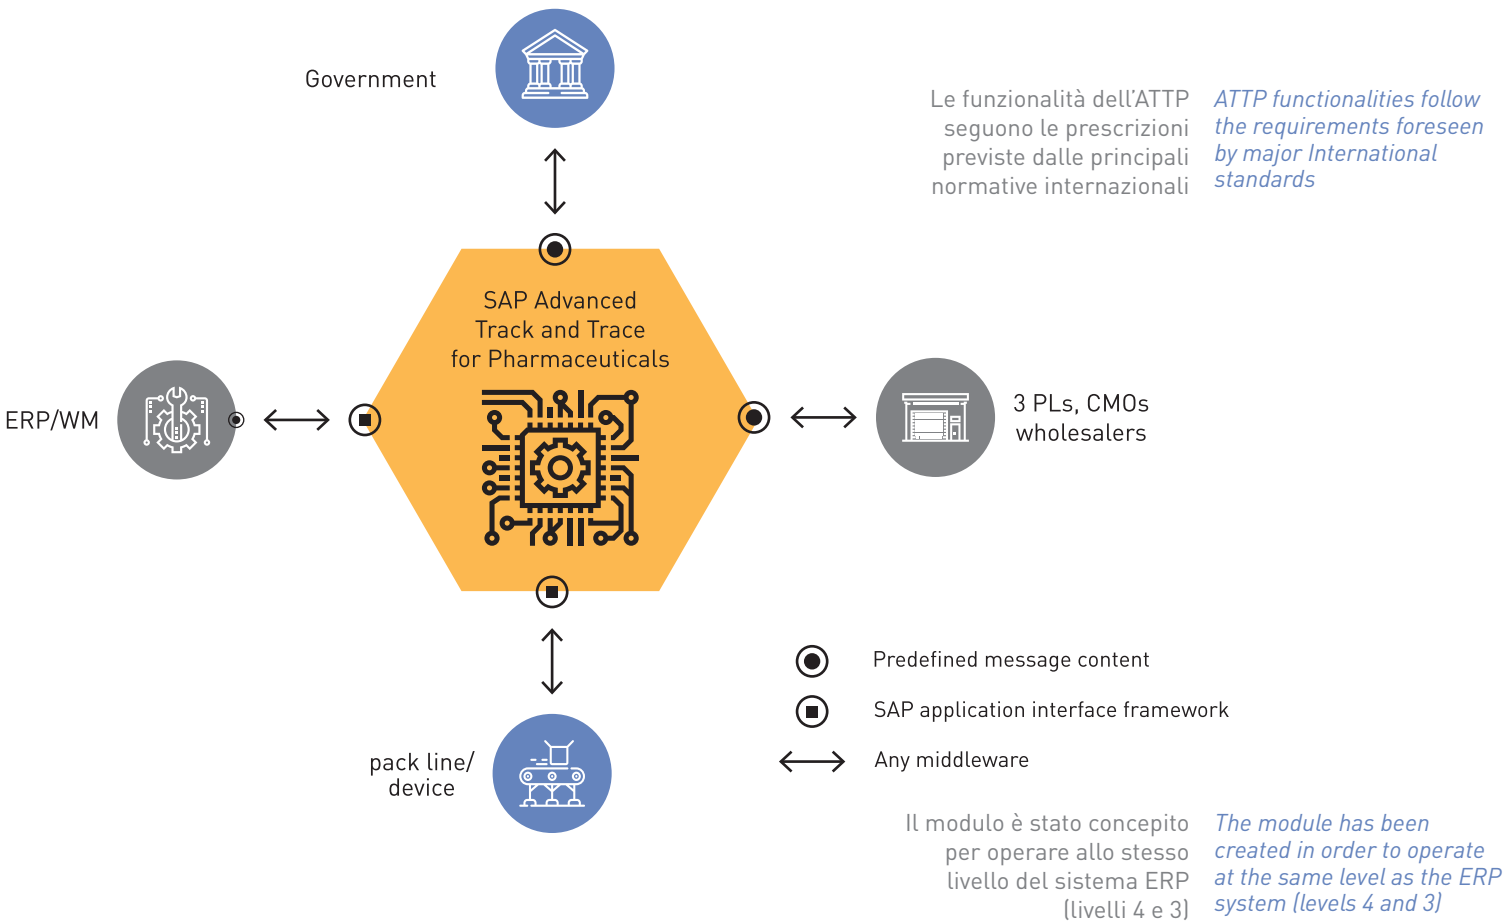 Government
Le funzionalità dell'ATTP
seguono le prescrizioni
previste dalle principali
normative internazionali
ATTP functionalities follow
the requirements foreseen
by major International
standards
SAP Advanced
Track and Trace
for Pharmaceuticals
ERP/WM
3 PLs, CMOs
wholesalers
pack line/
device
Predefined message content
SAP application interface framework
Any middleware
Il modulo è stato concepito
per operare allo stesso
livello del sistema ERP
(livelli 4 e 3)
The module has been
created in order to operate
at the same level as the ERP
system (levels 4 and 3)